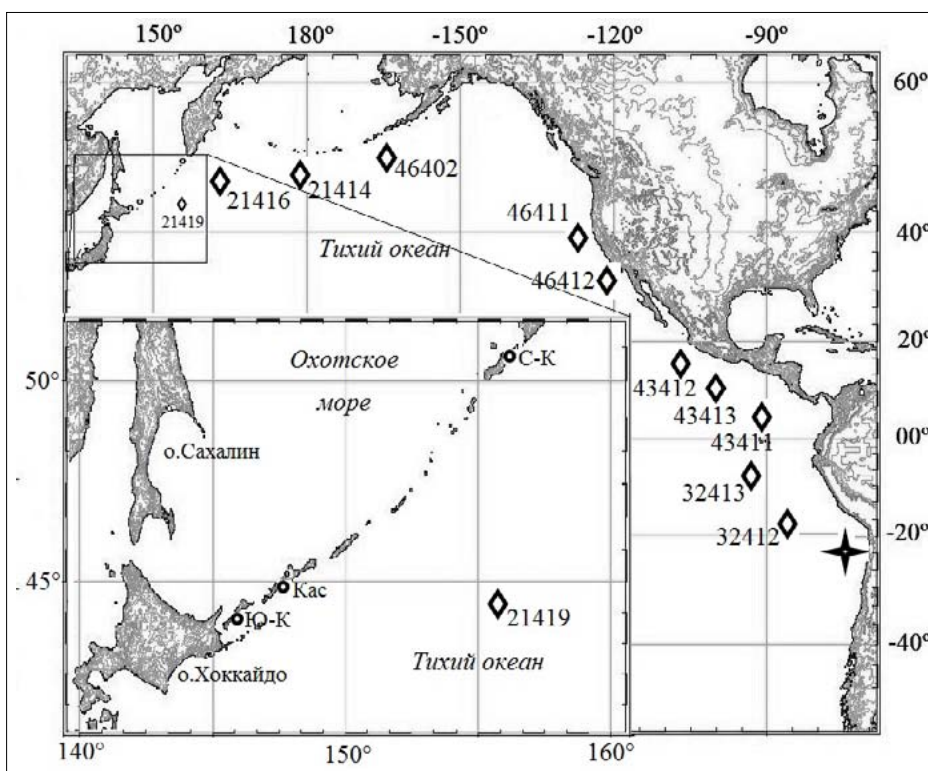 150º 180º -150º -120º -90º
60º
46402
21414
21416
21419
46411
40º
Тихий океан
46412
20º
Охотское
море
С-К
50°
43412
43413
43411
00º
о.Сахалин
32413
32412
-20º
45°
Кас
Ю-К
21419
Тихий океан
о.Хоккайдо
-40º
140° 150° 160°